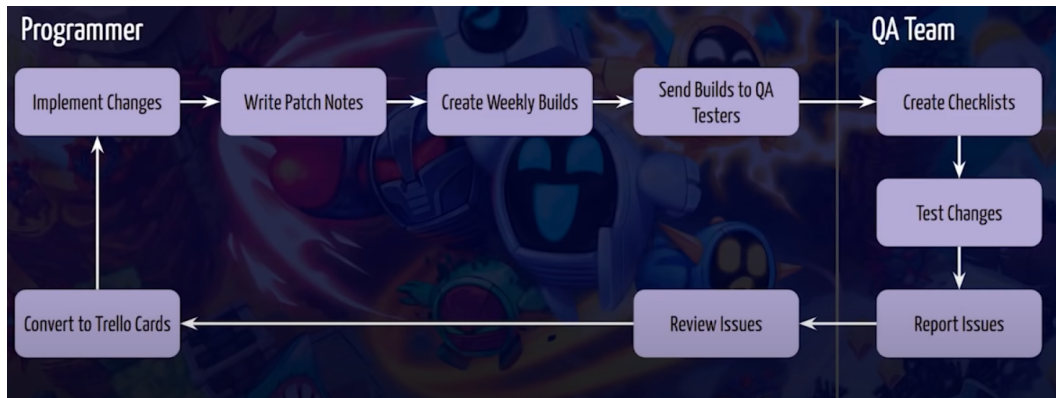 Programmer
QA Team
Implement Changes
Write Patch Notes
Create Weekly Builds
Send Builds to QA
Testers
Create Checklists
Test Changes
Convert to Trello Cards
Review Issues
Report Issues